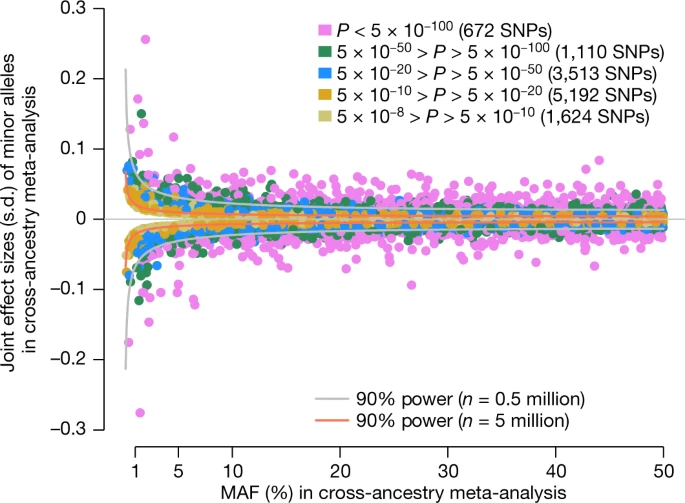 Joint effect sizes (s.d.) of minor alleles
in cross-ancestry meta-analysis
0.3
0.2
0.1
0
−0.1
−0.2
−0.3
P < 5 × 10⁻¹⁰⁰ (672 SNPs)
5 × 10⁻⁵⁰ > P > 5 × 10⁻¹⁰⁰ (1,110 SNPs)
5 × 10⁻²⁰ > P > 5 × 10⁻⁵⁰ (3,513 SNPs)
5 × 10⁻¹⁰ > P > 5 × 10⁻²⁰ (5,192 SNPs)
5 × 10⁻⁸ > P > 5 × 10⁻¹⁰ (1,624 SNPs)
90% power (n = 0.5 million)
90% power (n = 5 million)
1 5 10 20 30 40 50
MAF (%) in cross-ancestry meta-analysis